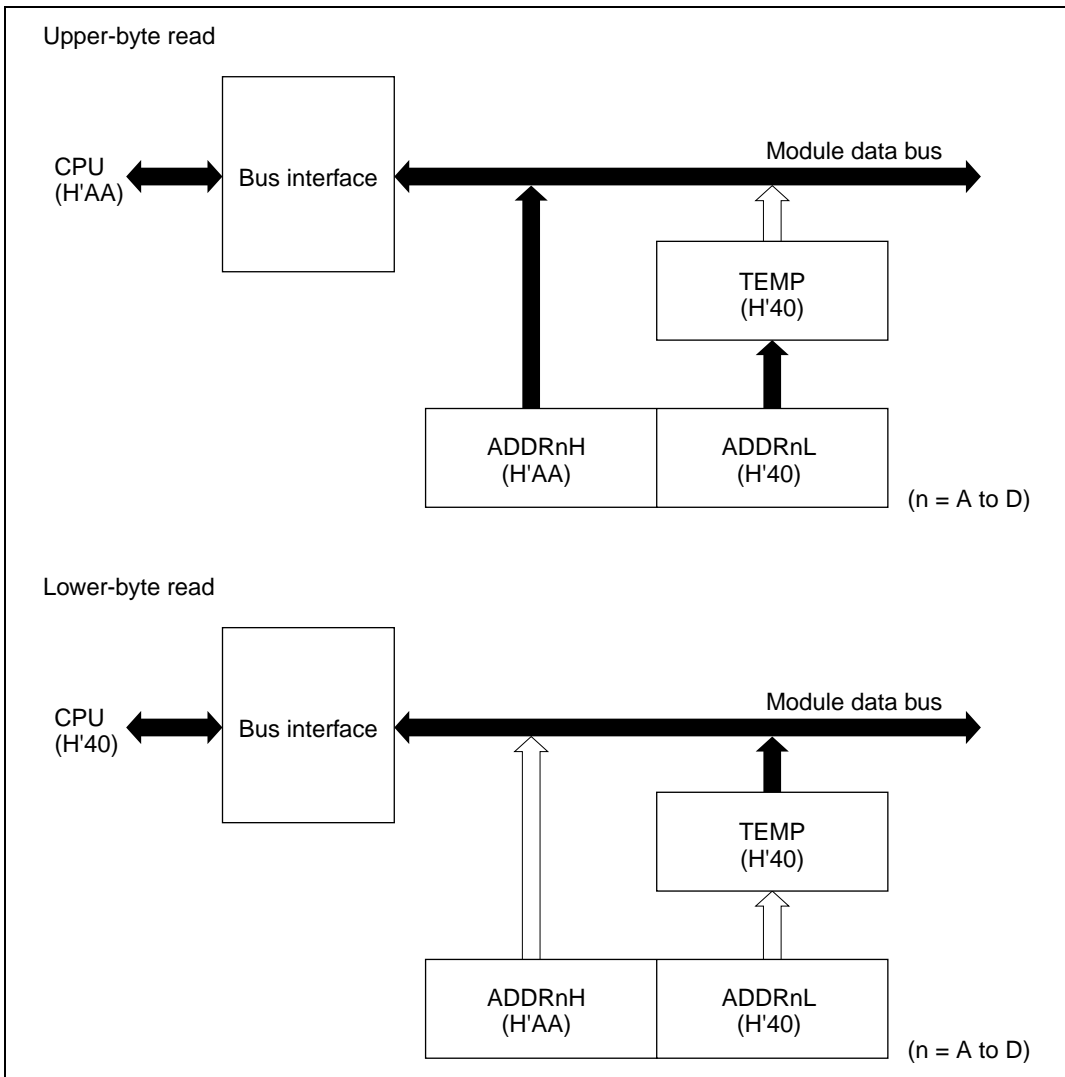 Upper-byte read
Module data bus
CPU
(H'AA)
Bus interface
TEMP
(H'40)
ADDRnH
(H'AA)
ADDRnL
(H'40)
(n = A to D)
Lower-byte read
Module data bus
CPU
(H'40)
Bus interface
TEMP
(H'40)
ADDRnH
(H'AA)
ADDRnL
(H'40)
(n = A to D)